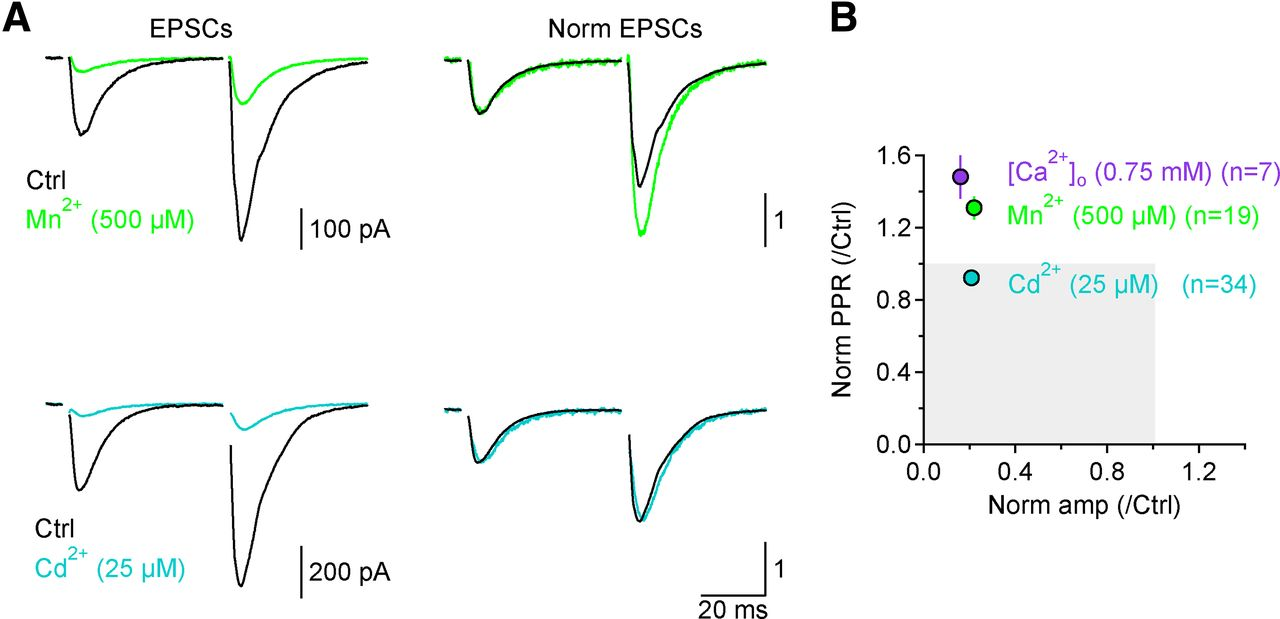 A
EPSCs
Norm EPSCs
Ctrl
Mn²⁺ (500 µM)
100 pA
1
Ctrl
Cd²⁺ (25 µM)
200 pA
1
20 ms
B
Norm PPR (/Ctrl)
1.6
1.2
0.8
0.4
0.0
[Ca²⁺]ₒ (0.75 mM) (n=7)
Mn²⁺ (500 µM) (n=19)
Cd²⁺ (25 µM) (n=34)
0.0 0.4 0.8 1.2
Norm amp (/Ctrl)